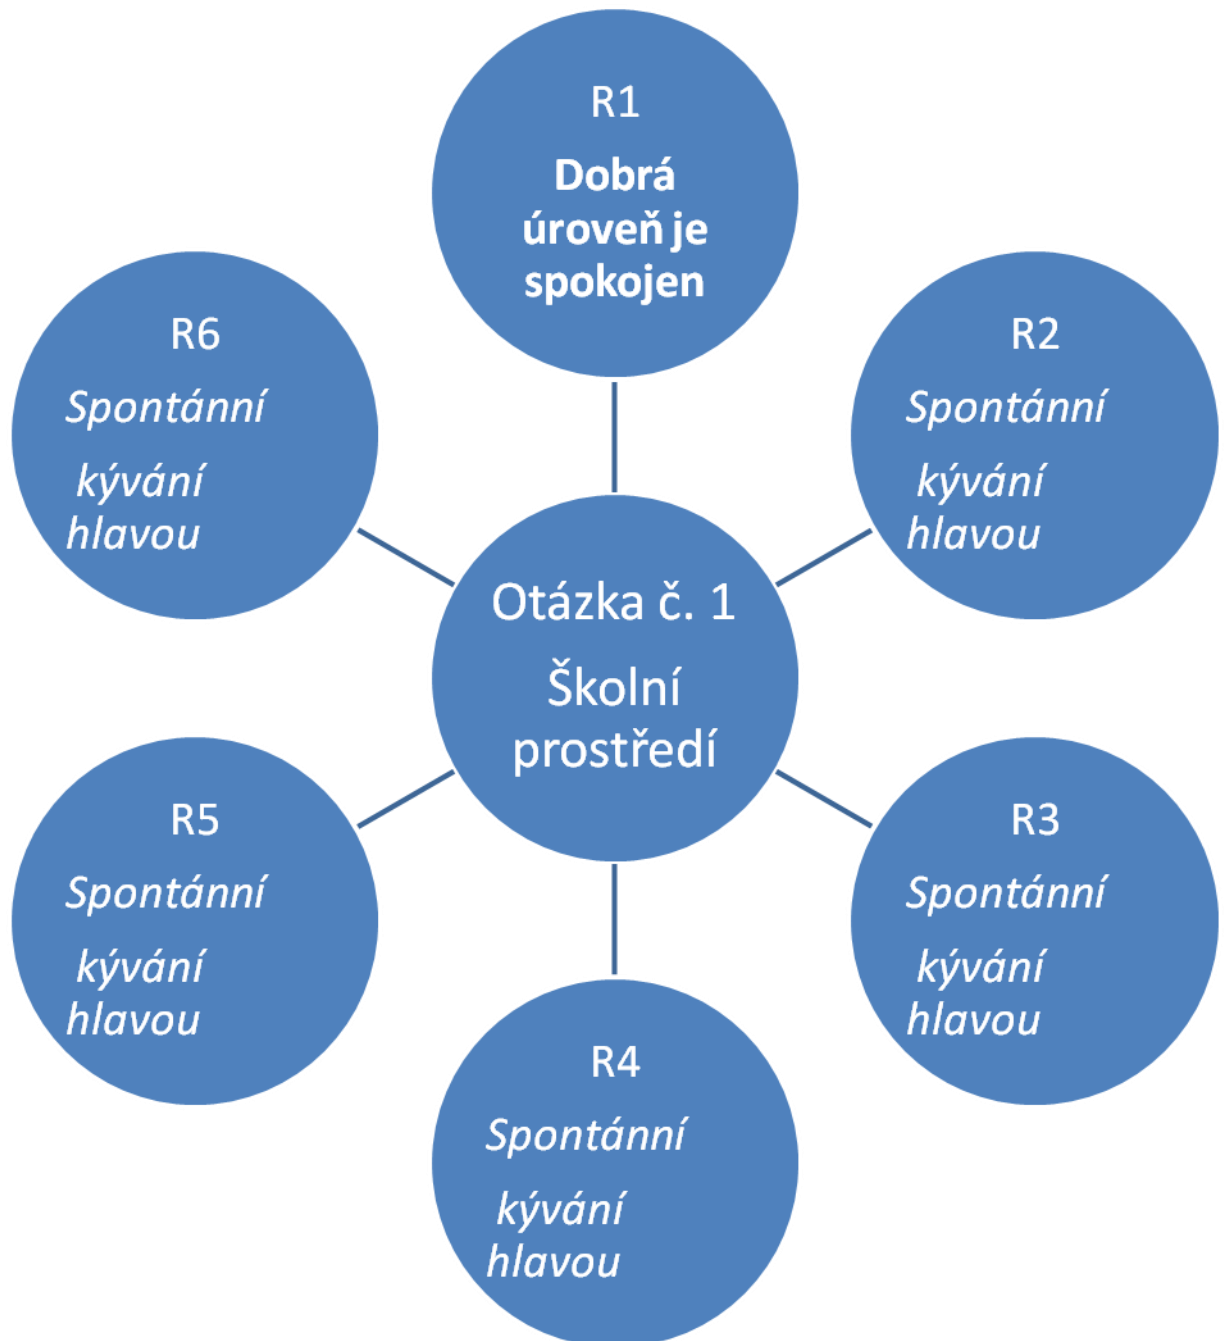 R1
Dobrá
úroveň je
spokojen
R2
Spontánní
kývání
hlavou
R3
Spontánní
kývání
hlavou
R4
Spontánní
kývání
hlavou
R5
Spontánní
kývání
hlavou
R6
Spontánní
kývání
hlavou
Otázka č. 1
Školní
prostředí